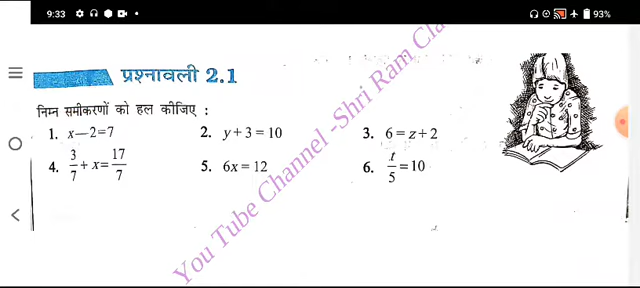 9:33
93%
प्रश्नावली 2.1
निम्न समीकरणों को हल कीजिए :
1. x—2=7 2. y+3=10 3. 6=z+2
4. 3/7 + x= 17/7 5. 6x=12 6. t/5 =10
You Tube Channel -Shri Ram Cla